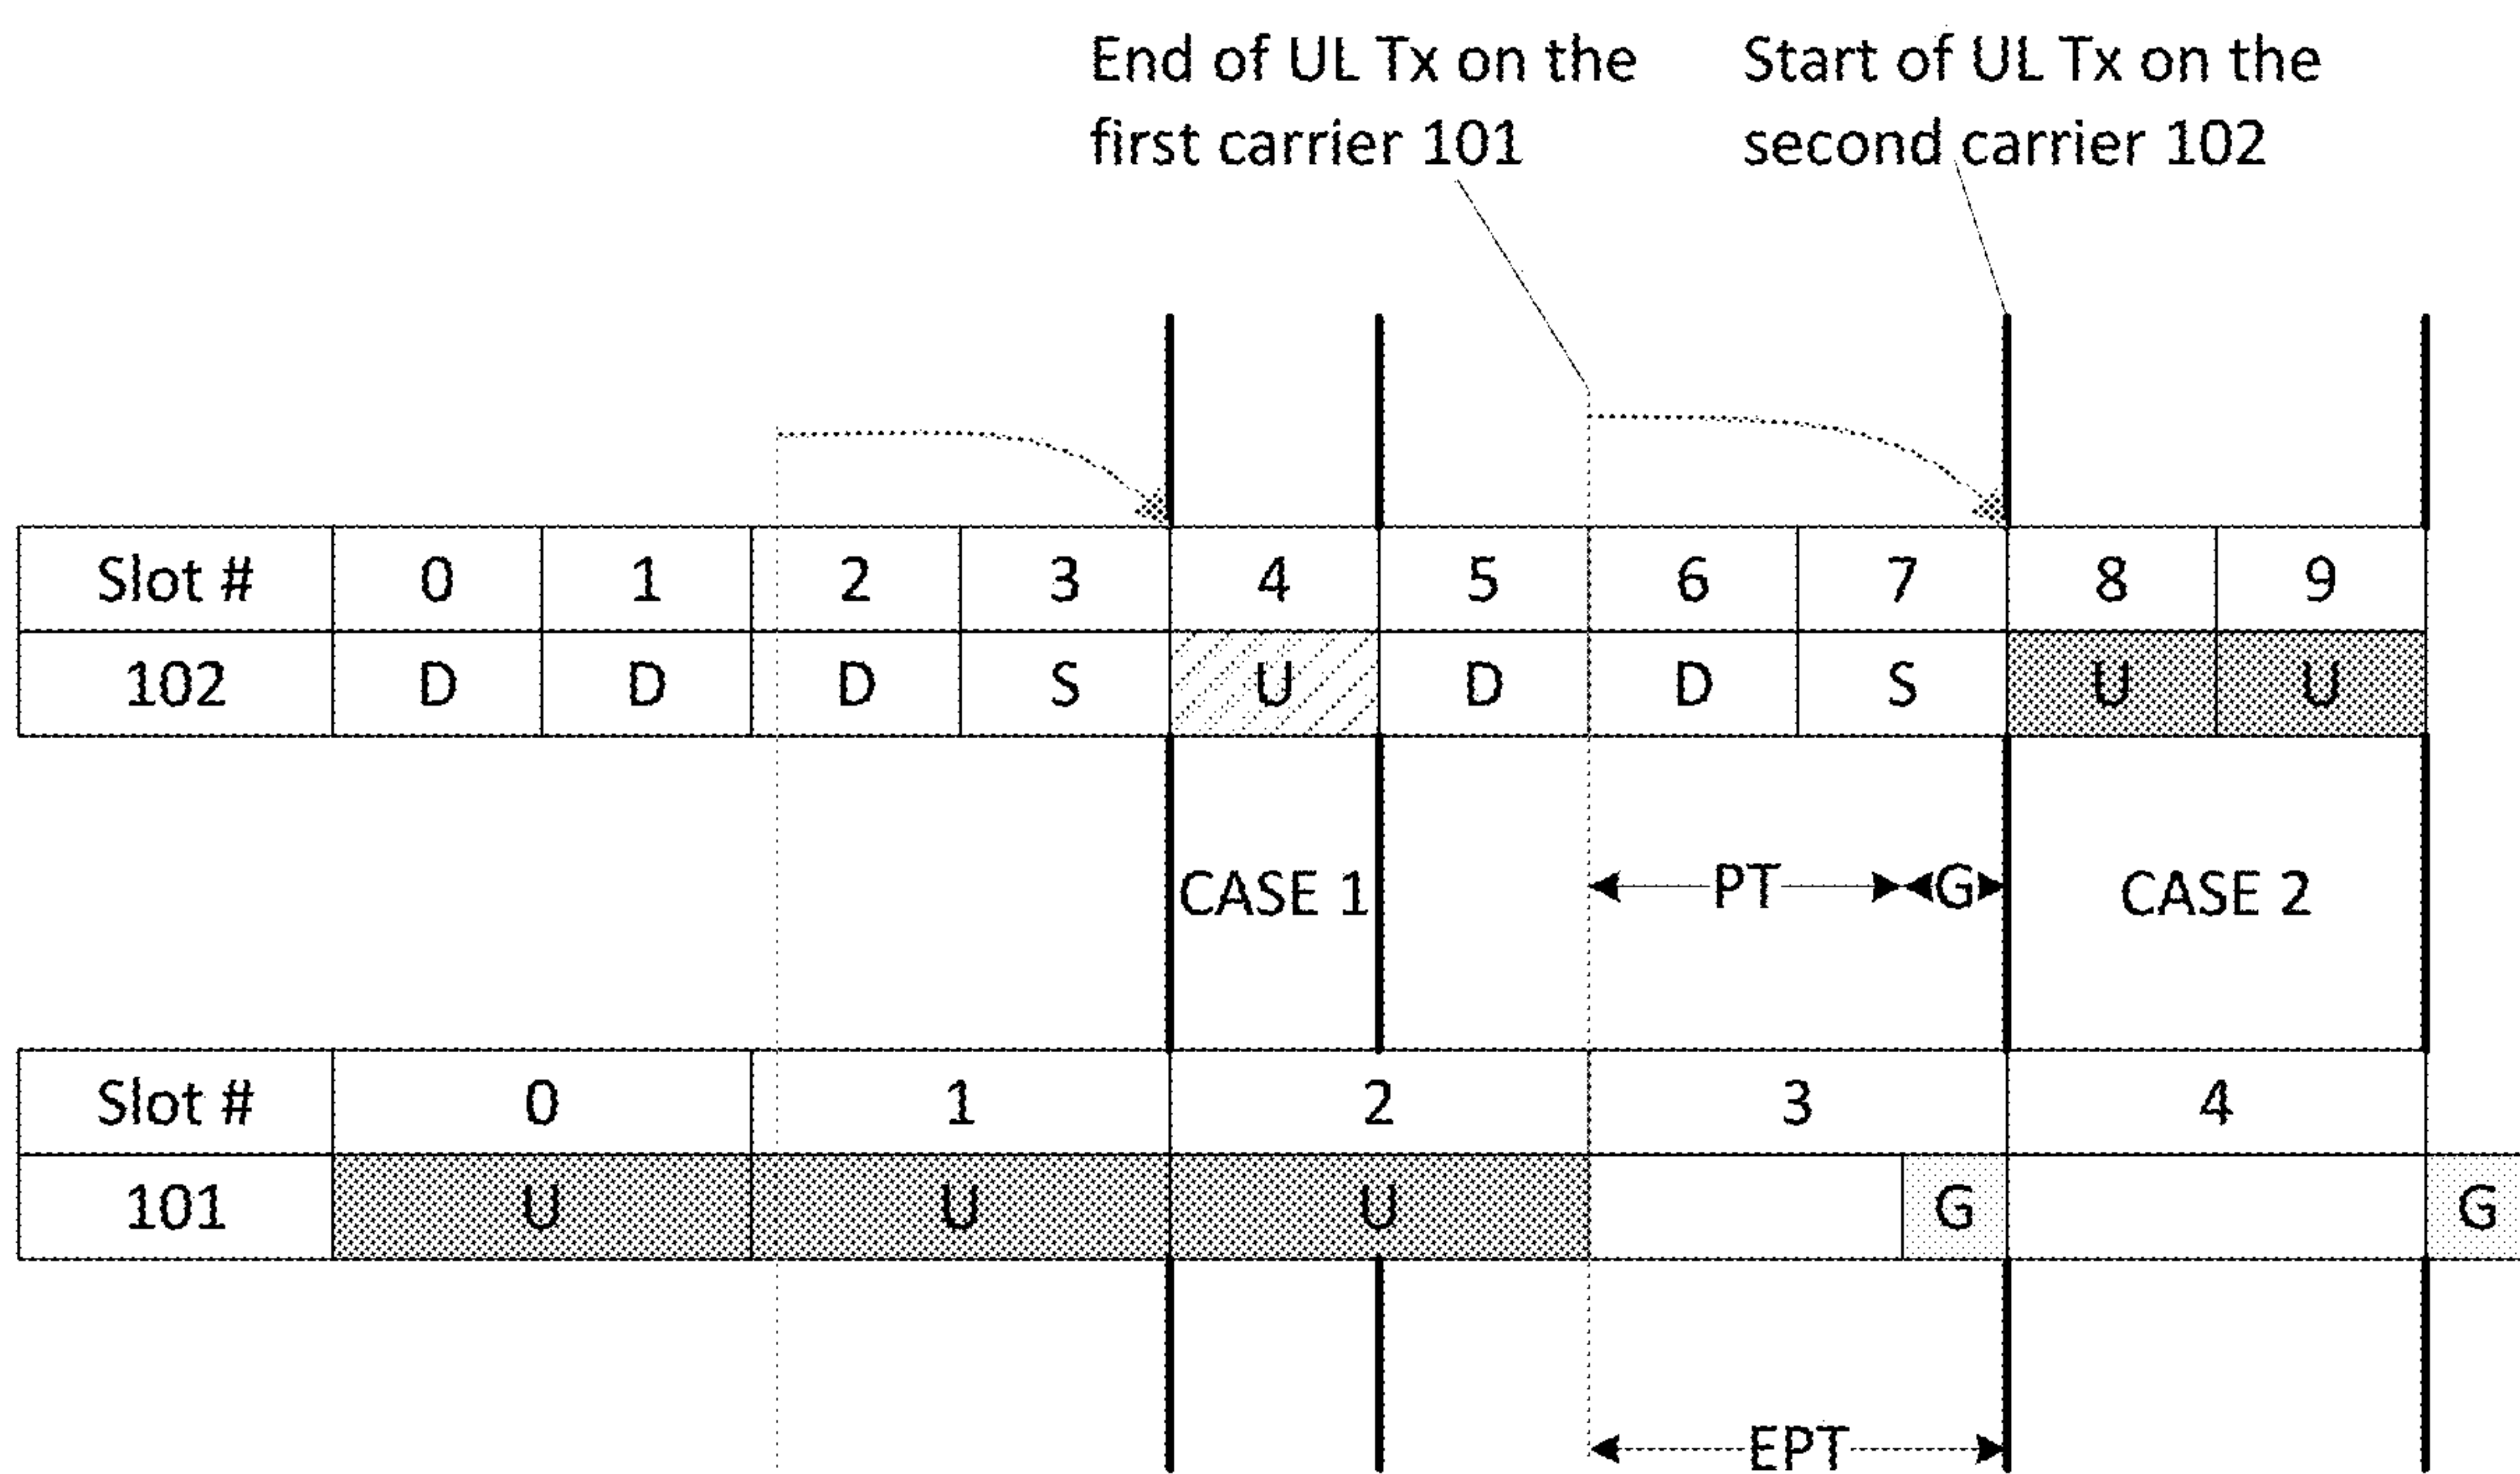 End of UL Tx on the
first carrier 101
Start of UL Tx on the
second carrier 102
Slot # 0 1 2 3 4 5 6 7 8 9
102 D D D S U D D S U U
CASE 1 PT G CASE 2
Slot # 0 1 2 3 4
101 U U U G G
EPT